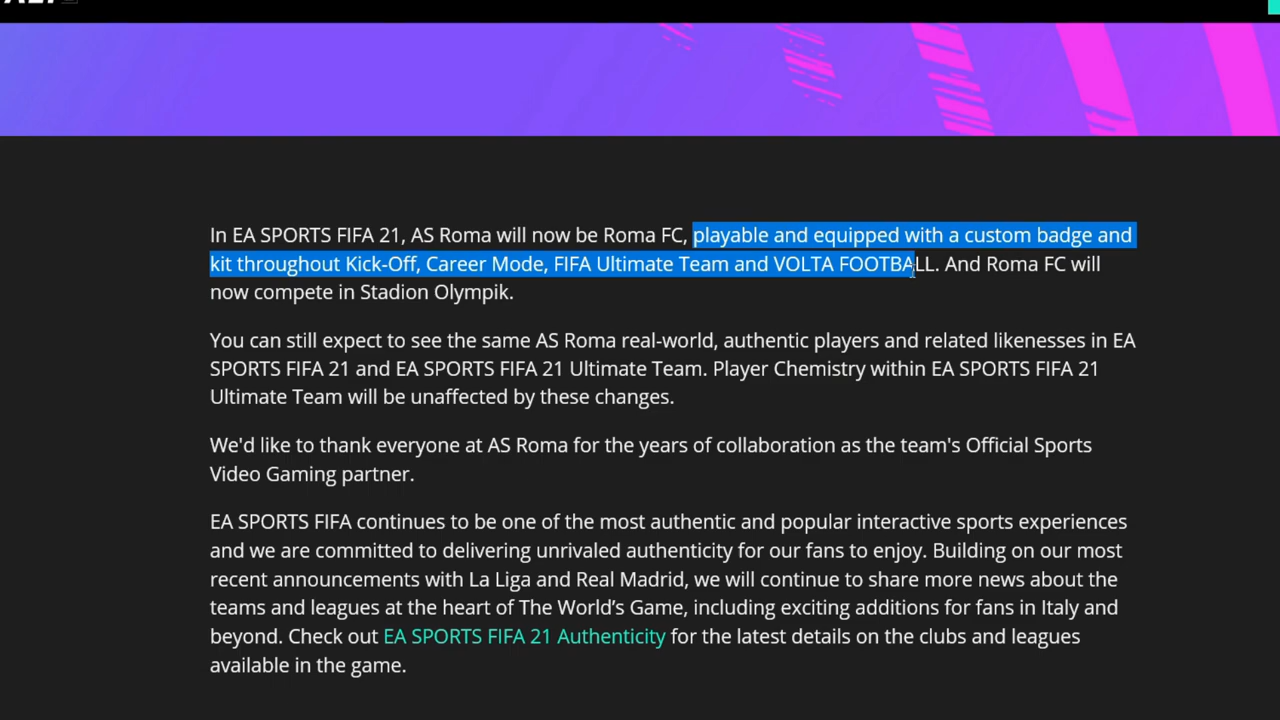 In EA SPORTS FIFA 21, AS Roma will now be Roma FC, playable and equipped with a custom badge and
kit throughout Kick-Off, Career Mode, FIFA Ultimate Team and VOLTA FOOTBALL. And Roma FC will
now compete in Stadion Olympik.
You can still expect to see the same AS Roma real-world, authentic players and related likenesses in EA
SPORTS FIFA 21 and EA SPORTS FIFA 21 Ultimate Team. Player Chemistry within EA SPORTS FIFA 21
Ultimate Team will be unaffected by these changes.
We'd like to thank everyone at AS Roma for the years of collaboration as the team's Official Sports
Video Gaming partner.
EA SPORTS FIFA continues to be one of the most authentic and popular interactive sports experiences
and we are committed to delivering unrivaled authenticity for our fans to enjoy. Building on our most
recent announcements with La Liga and Real Madrid, we will continue to share more news about the
teams and leagues at the heart of The World’s Game, including exciting additions for fans in Italy and
beyond. Check out EA SPORTS FIFA 21 Authenticity for the latest details on the clubs and leagues
available in the game.